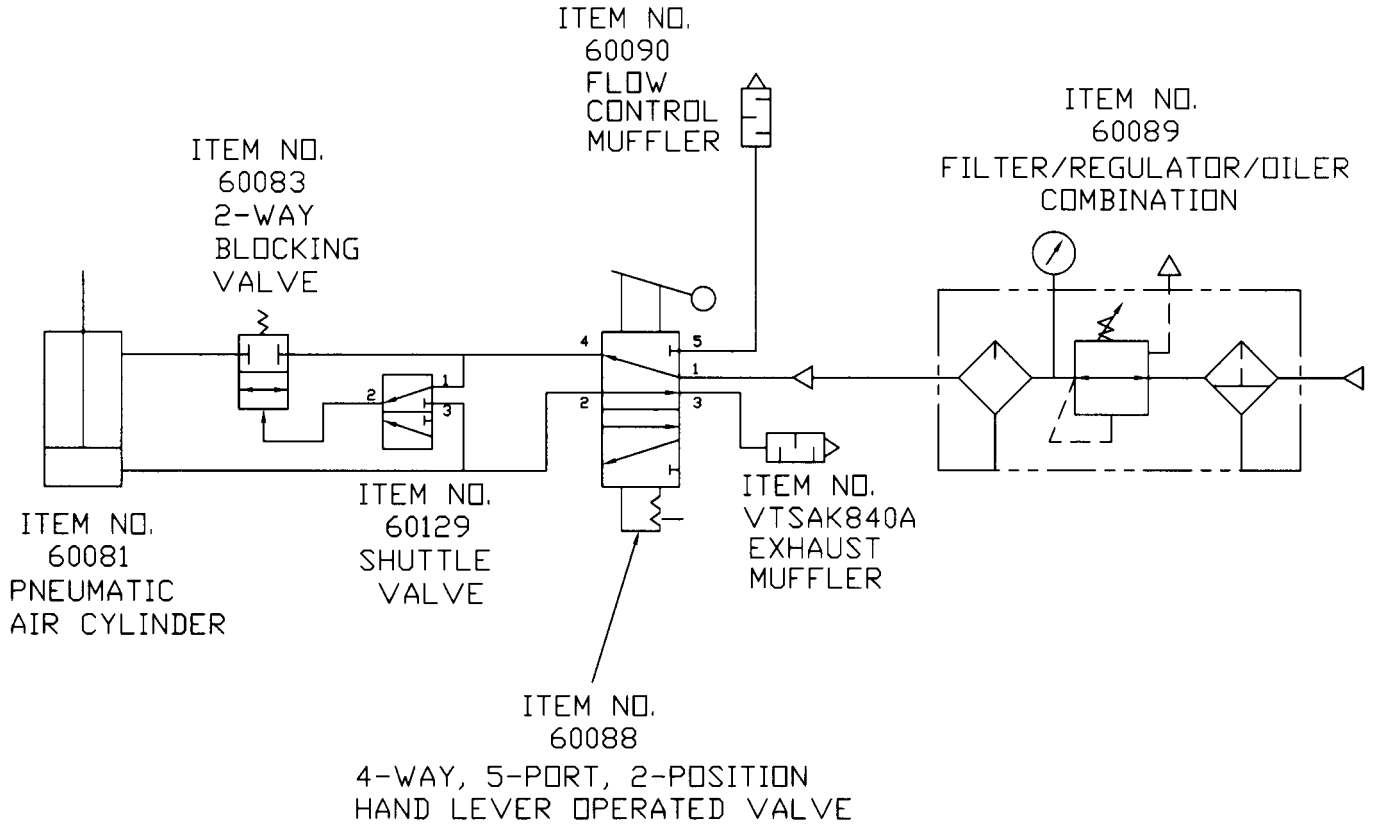 ITEM NO.
60090
FLOW
CONTROL
MUFFLER
ITEM NO.
60089
FILTER/REGULATOR/OILER
COMBINATION
ITEM NO.
60083
2-WAY
BLOCKING
VALVE
4
5
1
2
3
2
1
3
ITEM NO.
60081
PNEUMATIC
AIR CYLINDER
ITEM NO.
60129
SHUTTLE
VALVE
ITEM NO.
VTSAK840A
EXHAUST
MUFFLER
ITEM NO.
60088
4-WAY, 5-PORT, 2-POSITION
HAND LEVER OPERATED VALVE